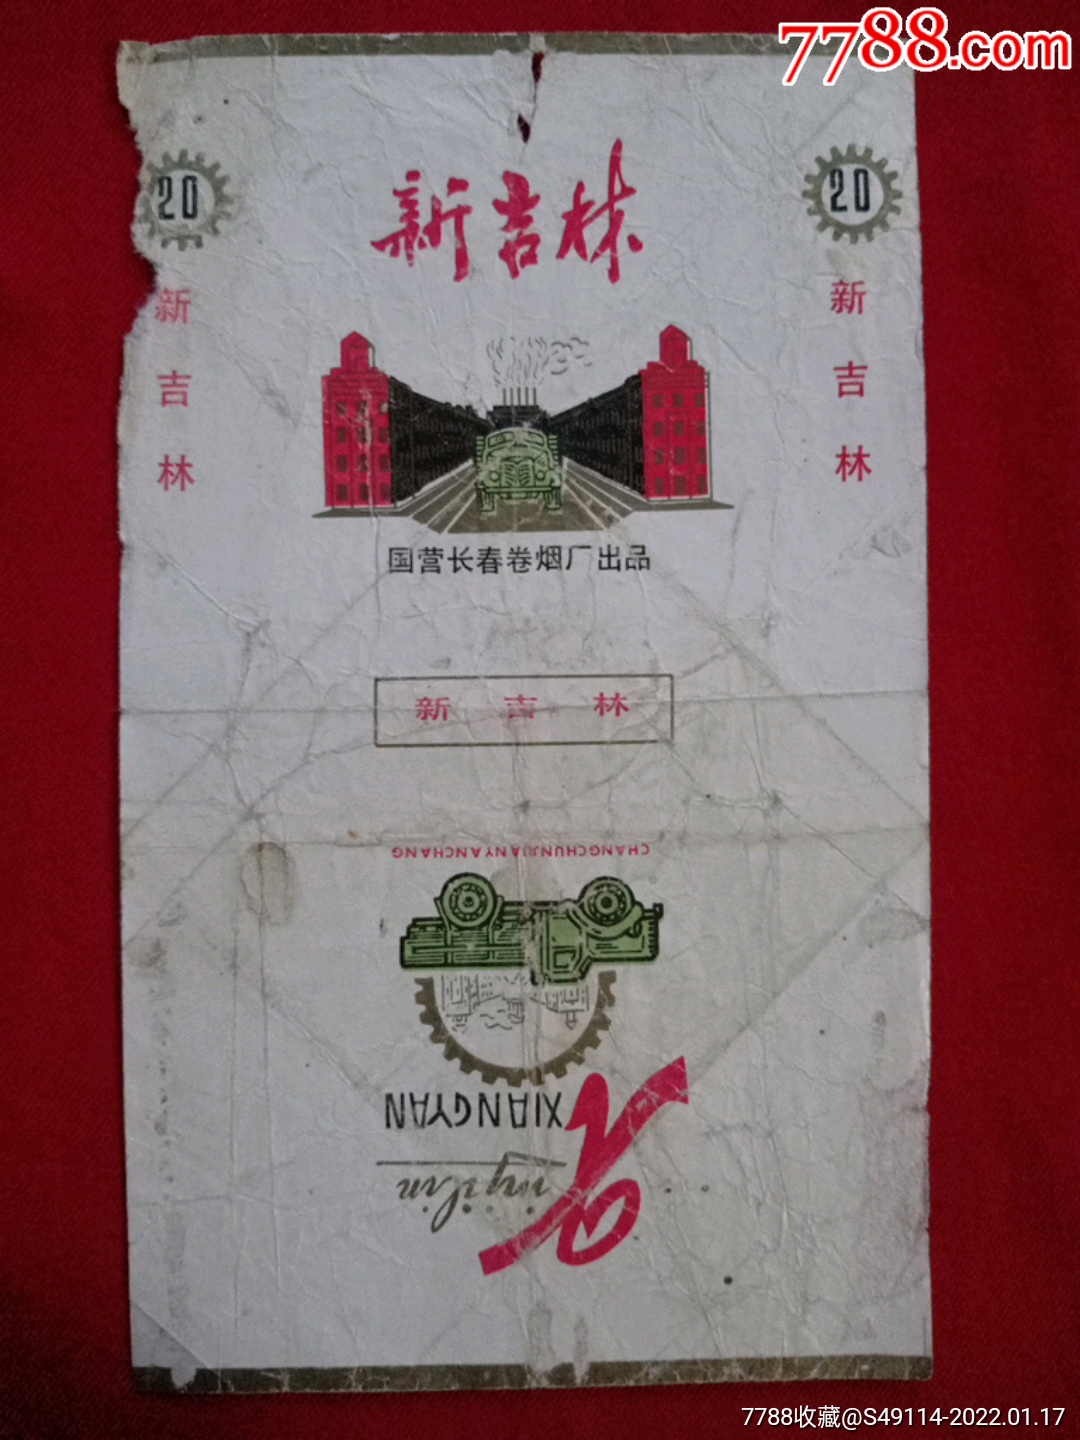 7788.com
20
新吉林
20
新吉林
新吉林
国营长春卷烟厂出品
新吉林
CHANGCHUNJUANYANCHANG
XIANGYAN
Xinjilin
7788收藏@S49114-2022.01.17